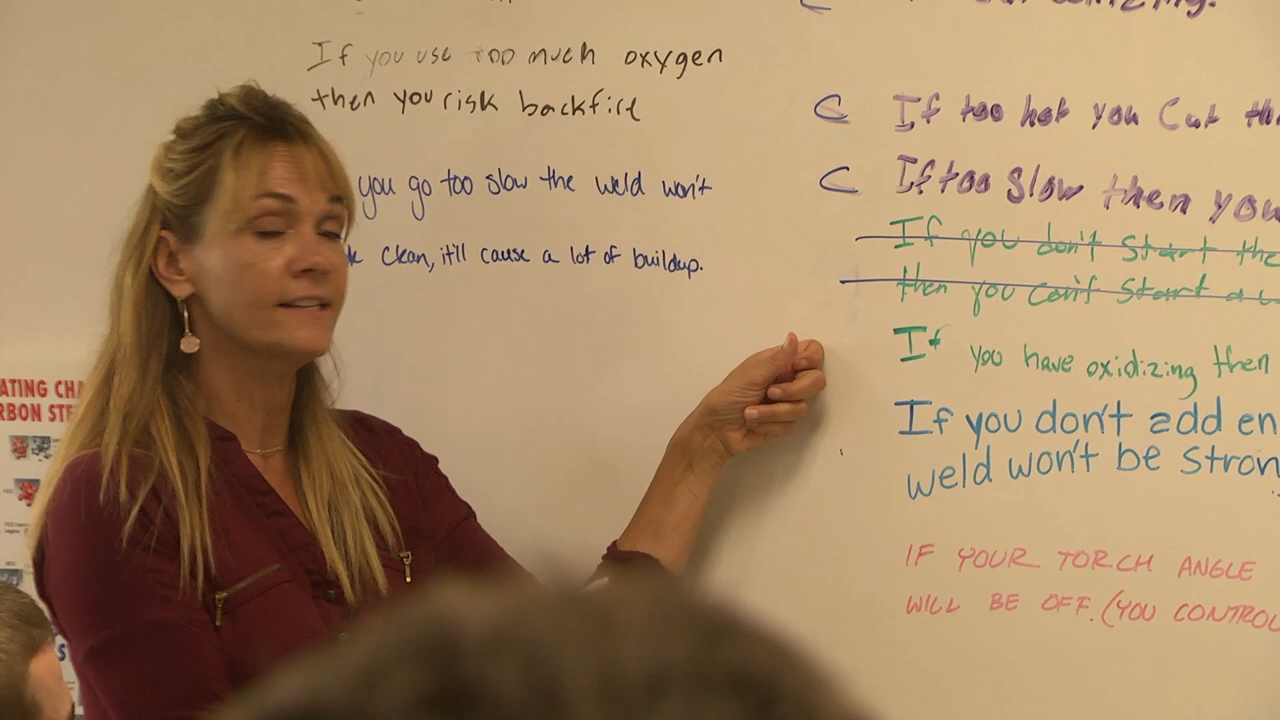 If you use too much oxygen
then you risk backfire
you go too slow the weld won't
clean, it'll cause a lot of buildup.
C If too hot you Cut
C If too Slow then you
If you don't Start the
then you can't Start a
If you have oxidizing then
If you don't add
weld won't be
IF YOUR TORCH ANGLE
WILL BE OFF. (YOU CONTROL
ATING CHA
RBON STE